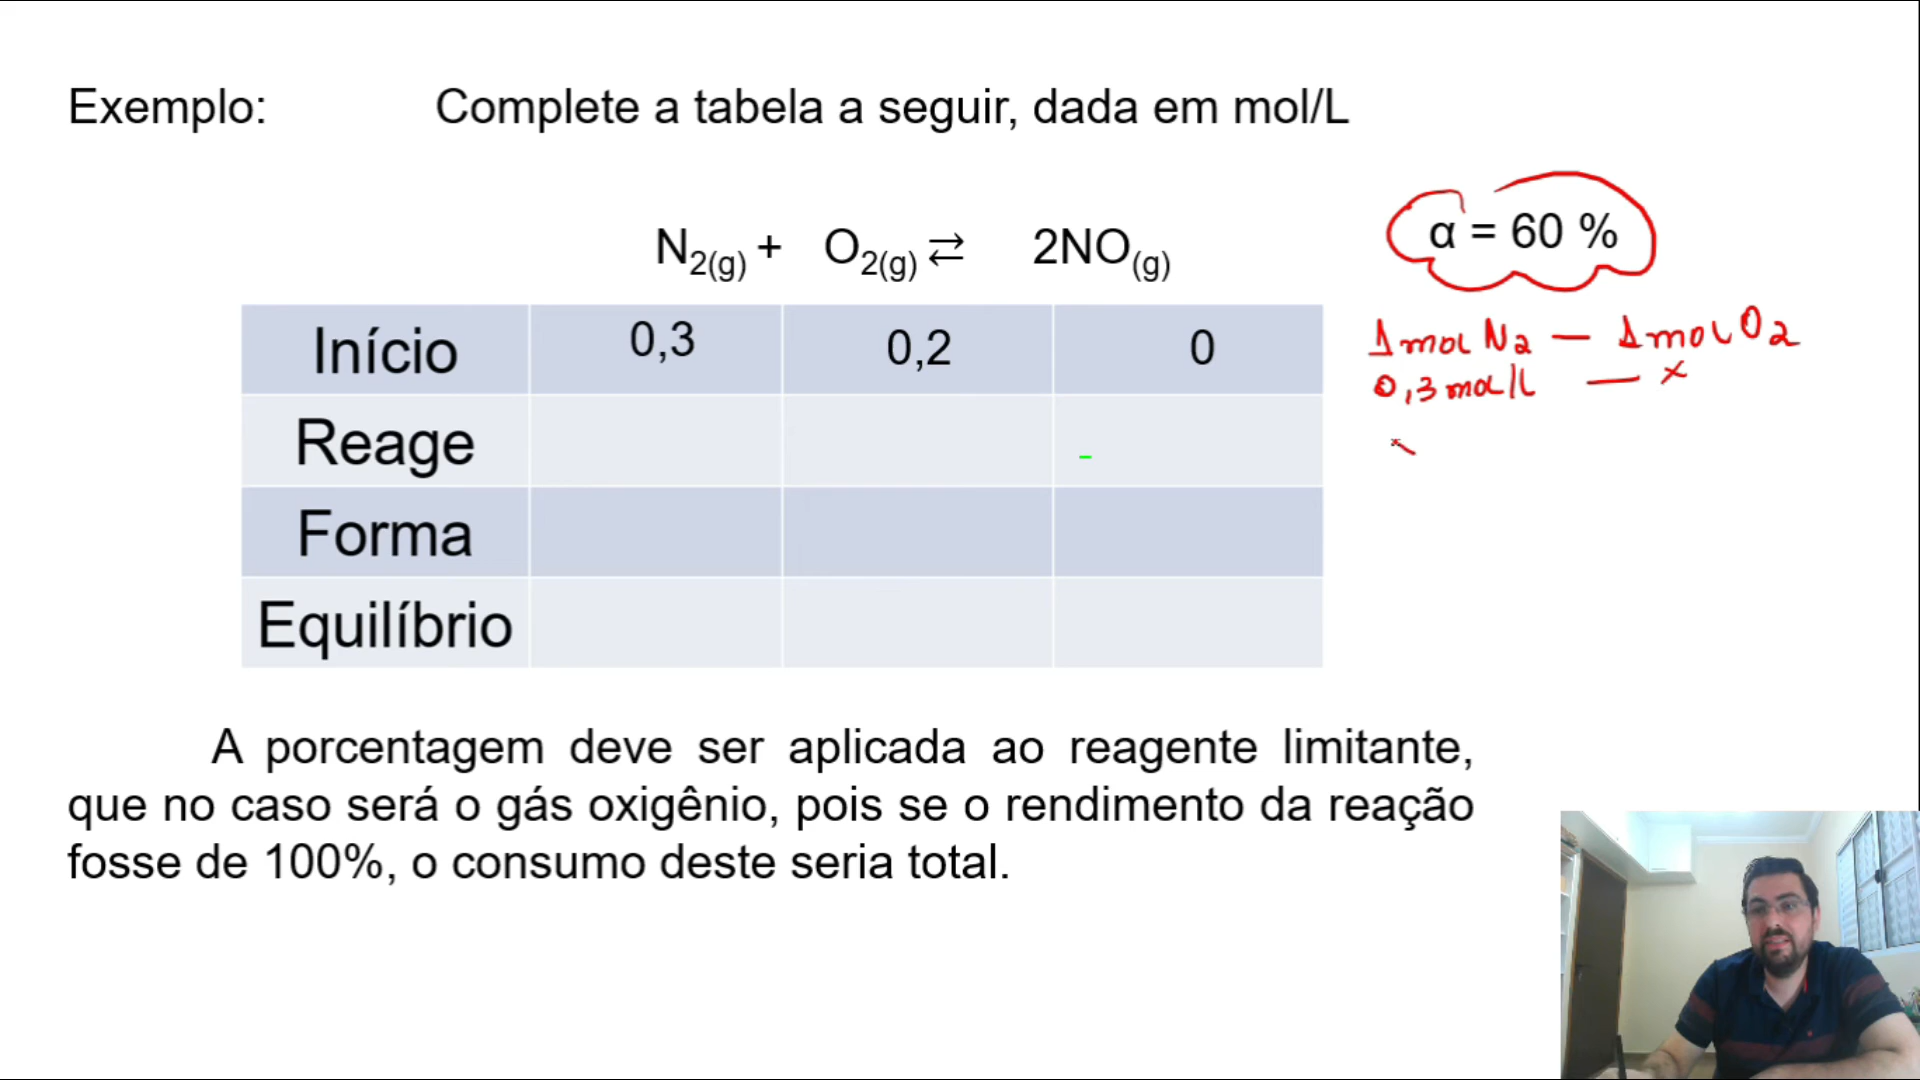 Exemplo: Complete a tabela a seguir, dada em mol/L
α = 60 %
N2(g) + O2(g) ⇄ 2NO(g)
Início 0,3 0,2 0
1 mol N2 — 1 mol O2
0,3 mol/L — x
Reage -
Forma
Equilíbrio
A porcentagem deve ser aplicada ao reagente limitante,
que no caso será o gás oxigênio, pois se o rendimento da reação
fosse de 100%, o consumo deste seria total.